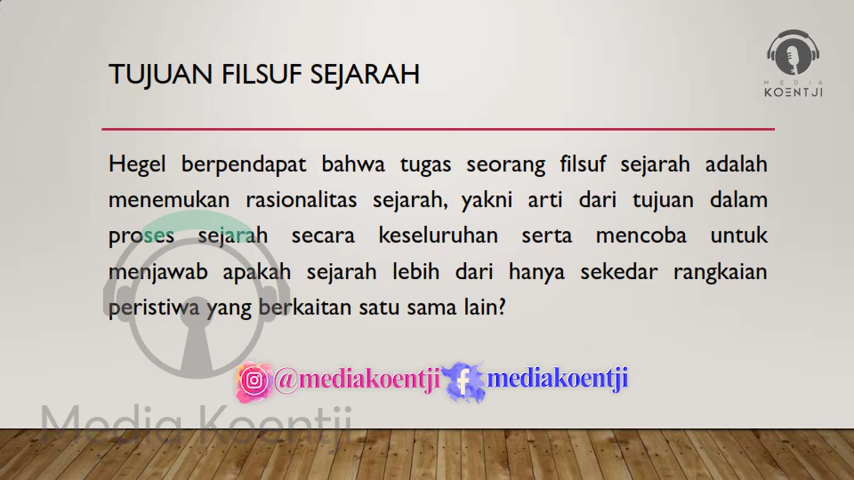 TUJUAN FILSUF SEJARAH
MEDIA
KOENTJI
Hegel berpendapat bahwa tugas seorang filsuf sejarah adalah
menemukan rasionalitas sejarah, yakni arti dari tujuan dalam
proses sejarah secara keseluruhan serta mencoba untuk
menjawab apakah sejarah lebih dari hanya sekedar rangkaian
peristiwa yang berkaitan satu sama lain?
@mediakoentji mediakoentji
Media Koentji